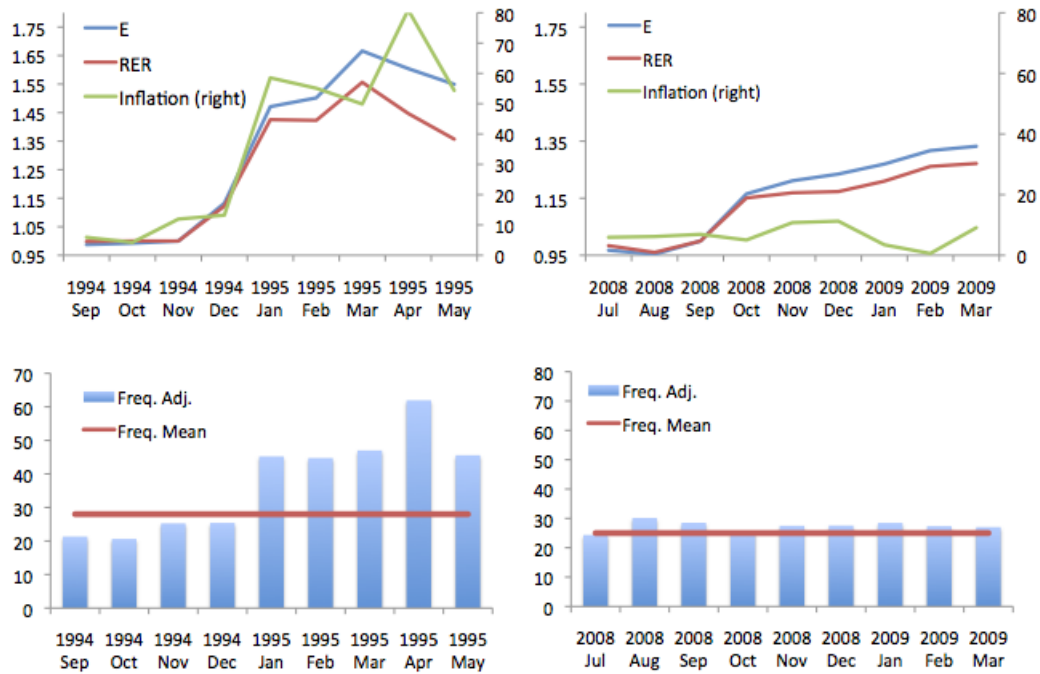 1.75
1.65
1.55
1.45
1.35
1.25
1.15
1.05
0.95
E
RER
Inflation (right)
80
70
60
50
40
30
20
10
0
1994 1994 1994 1994 1995 1995 1995 1995 1995
Sep Oct Nov Dec Jan Feb Mar Apr May
1.75
1.55
1.35
1.15
0.95
E
RER
Inflation (right)
80
60
40
20
0
2008 2008 2008 2008 2008 2008 2009 2009 2009
Jul Aug Sep Oct Nov Dec Jan Feb Mar
70
60
50
40
30
20
10
0
Freq. Adj.
Freq. Mean
1994 1994 1994 1994 1995 1995 1995 1995 1995
Sep Oct Nov Dec Jan Feb Mar Apr May
80
70
60
50
40
30
20
10
0
Freq. Adj.
Freq. Mean
2008 2008 2008 2008 2008 2008 2009 2009 2009
Jul Aug Sep Oct Nov Dec Jan Feb Mar